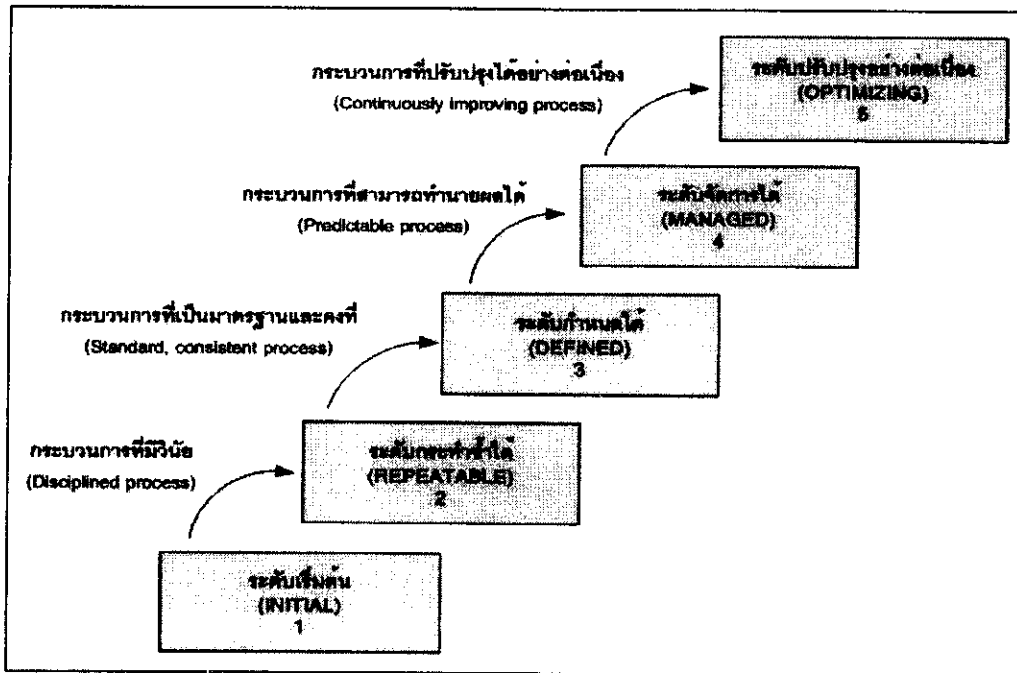 กระบวนการที่ปรับปรุงได้อย่างต่อเนื่อง
(Continuously improving process)
ระดับปรับปรุงอย่างต่อเนื่อง
(OPTIMIZING)
5
กระบวนการที่สามารถทำนายผลได้
(Predictable process)
ระดับจัดการได้
(MANAGED)
4
กระบวนการที่เป็นมาตรฐานและคงที่
(Standard, consistent process)
ระดับกำหนดได้
(DEFINED)
3
กระบวนการที่มีวินัย
(Disciplined process)
ระดับกระทำซ้ำได้
(REPEATABLE)
2
ระดับเริ่มต้น
(INITIAL)
1